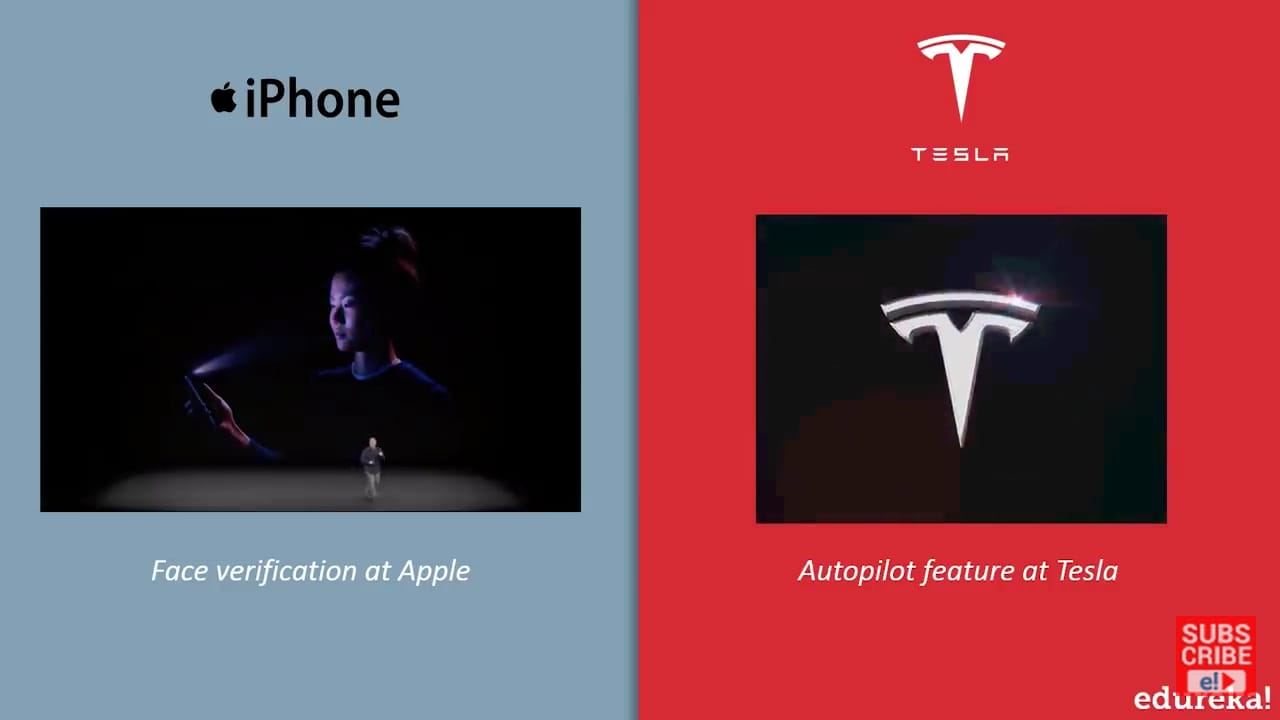 iPhone
TESLA
Face verification at Apple
Autopilot feature at Tesla
SUBS
CRIBE
e!
edureka!